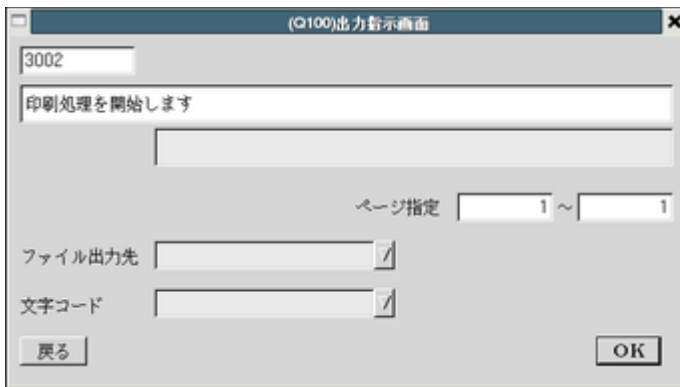 (Q100)出力指示画面
3002
印刷処理を開始します
ページ指定 1 ～ 1
ファイル出力先
文字コード
戻る OK